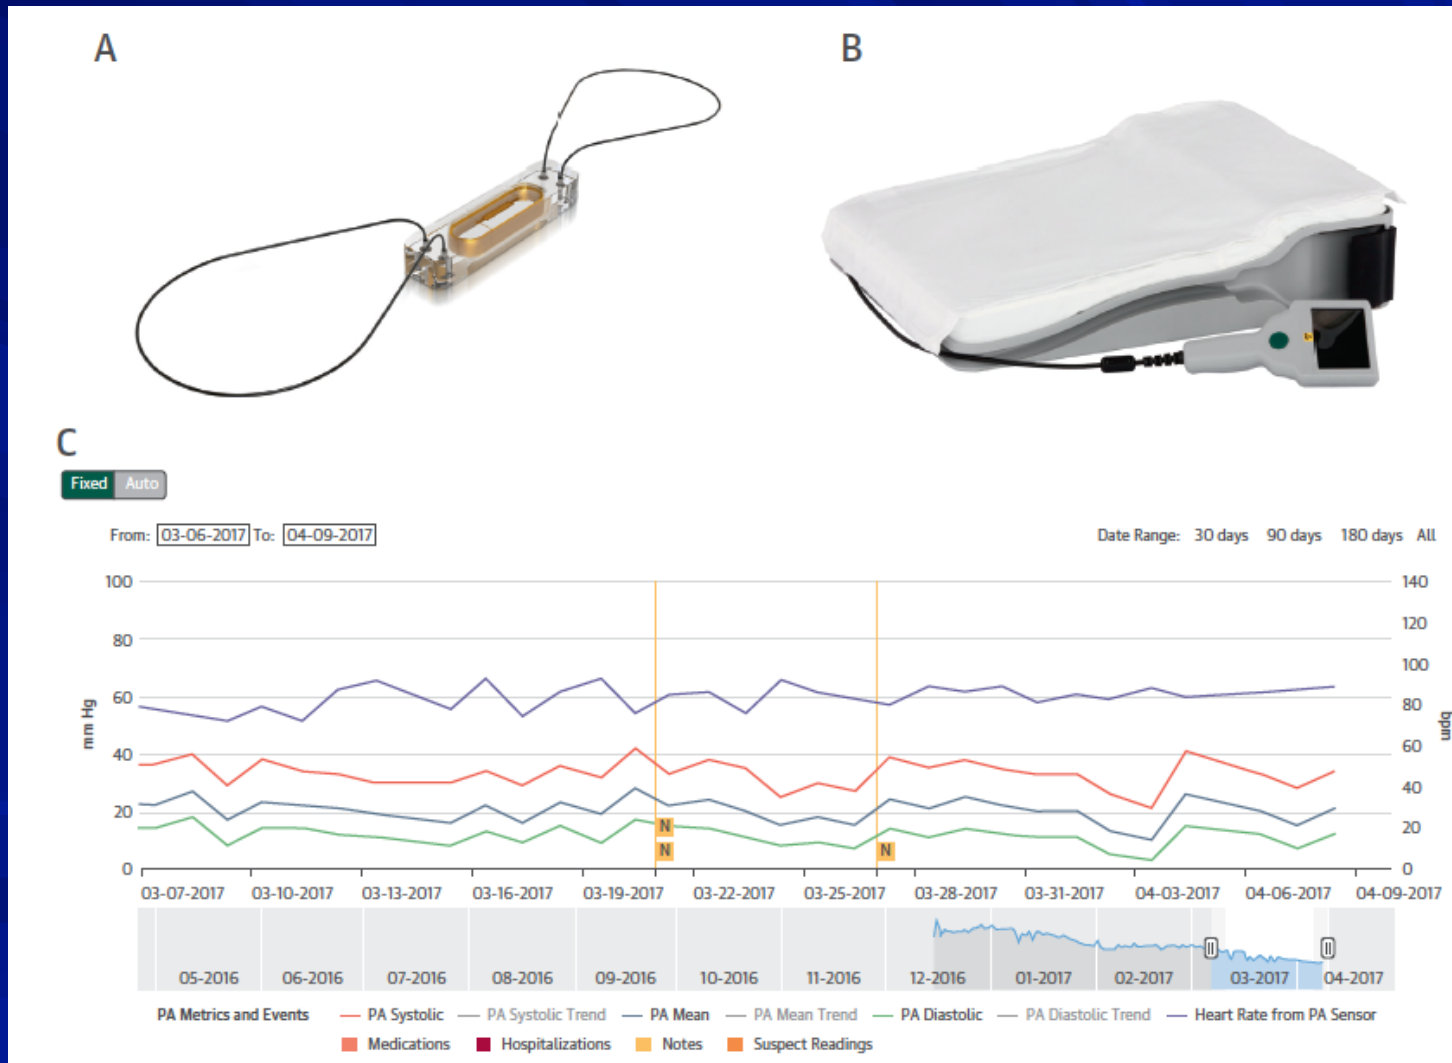 A
B
C
Fixed Auto
From: 03-06-2017 To: 04-09-2017
Date Range: 30 days 90 days 180 days All
100 140
120
80
100
60 80
mm Hg
bpm
60
40
40
20
20
N
N N
0 0
03-07-2017 03-10-2017 03-13-2017 03-16-2017 03-19-2017 03-22-2017 03-25-2017 03-28-2017 03-31-2017 04-03-2017 04-06-2017 04-09-2017
05-2016 06-2016 07-2016 08-2016 09-2016 10-2016 11-2016 12-2016 01-2017 02-2017 03-2017 04-2017
PA Metrics and Events PA Systolic PA Systolic Trend PA Mean PA Mean Trend PA Diastolic PA Diastolic Trend Heart Rate from PA Sensor
Medications Hospitalizations Notes Suspect Readings